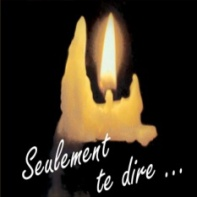 Seulement
te dire ...